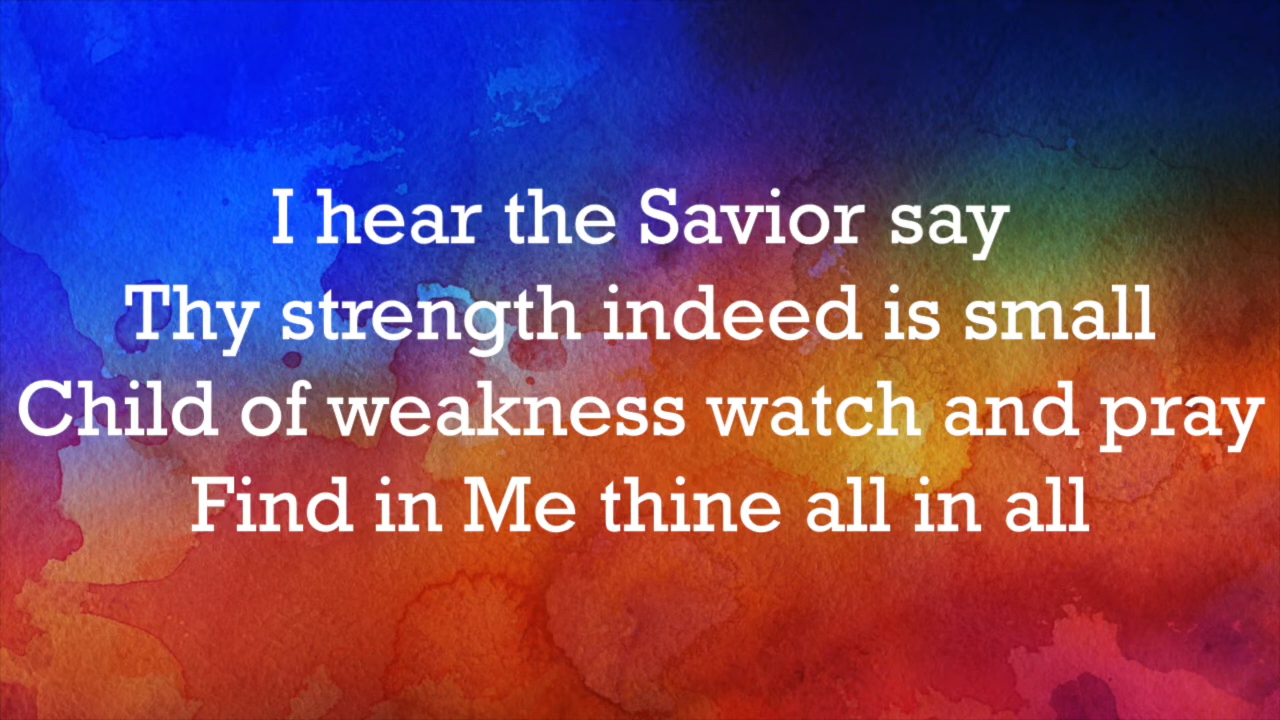 I hear the Savior say
Thy strength indeed is small
Child of weakness watch and pray
Find in Me thine all in all